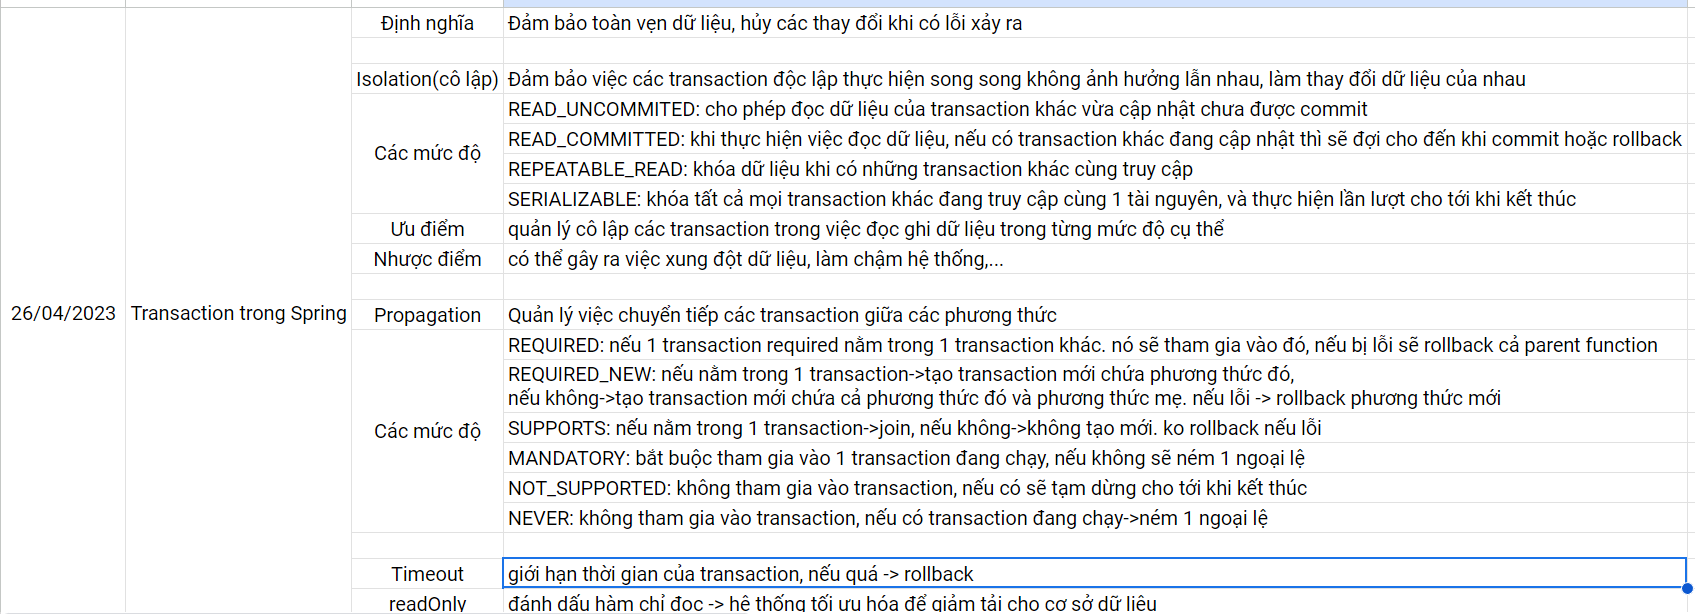 Định nghĩa Đảm bảo toàn vẹn dữ liệu, hủy các thay đổi khi có lỗi xảy ra
Isolation(cô lập) Đảm bảo việc các transaction độc lập thực hiện song song không ảnh hưởng lẫn nhau, làm thay đổi dữ liệu của nhau
Các mức độ
READ_UNCOMMITED: cho phép đọc dữ liệu của transaction khác vừa cập nhật chưa được commit
READ_COMMITTED: khi thực hiện việc đọc dữ liệu, nếu có transaction khác đang cập nhật thì sẽ đợi cho đến khi commit hoặc rollback
REPEATABLE_READ: khóa dữ liệu khi có những transaction khác cùng truy cập
SERIALIZABLE: khóa tất cả mọi transaction khác đang truy cập cùng 1 tài nguyên, và thực hiện lần lượt cho tới khi kết thúc
Ưu điểm quản lý cô lập các transaction trong việc đọc ghi dữ liệu trong từng mức độ cụ thể
Nhược điểm có thể gây ra việc xung đột dữ liệu, làm chậm hệ thống,...
26/04/2023 Transaction trong Spring Propagation Quản lý việc chuyển tiếp các transaction giữa các phương thức
Các mức độ
REQUIRED: nếu 1 transaction required nằm trong 1 transaction khác. nó sẽ tham gia vào đó, nếu bị lỗi sẽ rollback cả parent function
REQUIRED_NEW: nếu nằm trong 1 transaction->tạo transaction mới chứa phương thức đó,
nếu không->tạo transaction mới chứa cả phương thức đó và phương thức mẹ. nếu lỗi -> rollback phương thức mới
SUPPORTS: nếu nằm trong 1 transaction->join, nếu không->không tạo mới. ko rollback nếu lỗi
MANDATORY: bắt buộc tham gia vào 1 transaction đang chạy, nếu không sẽ ném 1 ngoại lệ
NOT_SUPPORTED: không tham gia vào transaction, nếu có sẽ tạm dừng cho tới khi kết thúc
NEVER: không tham gia vào transaction, nếu có transaction đang chạy->ném 1 ngoại lệ
Timeout giới hạn thời gian của transaction, nếu quá -> rollback
readOnly đánh dấu hàm chỉ đọc -> hệ thống tối ưu hóa để giảm tải cho cơ sở dữ liệu